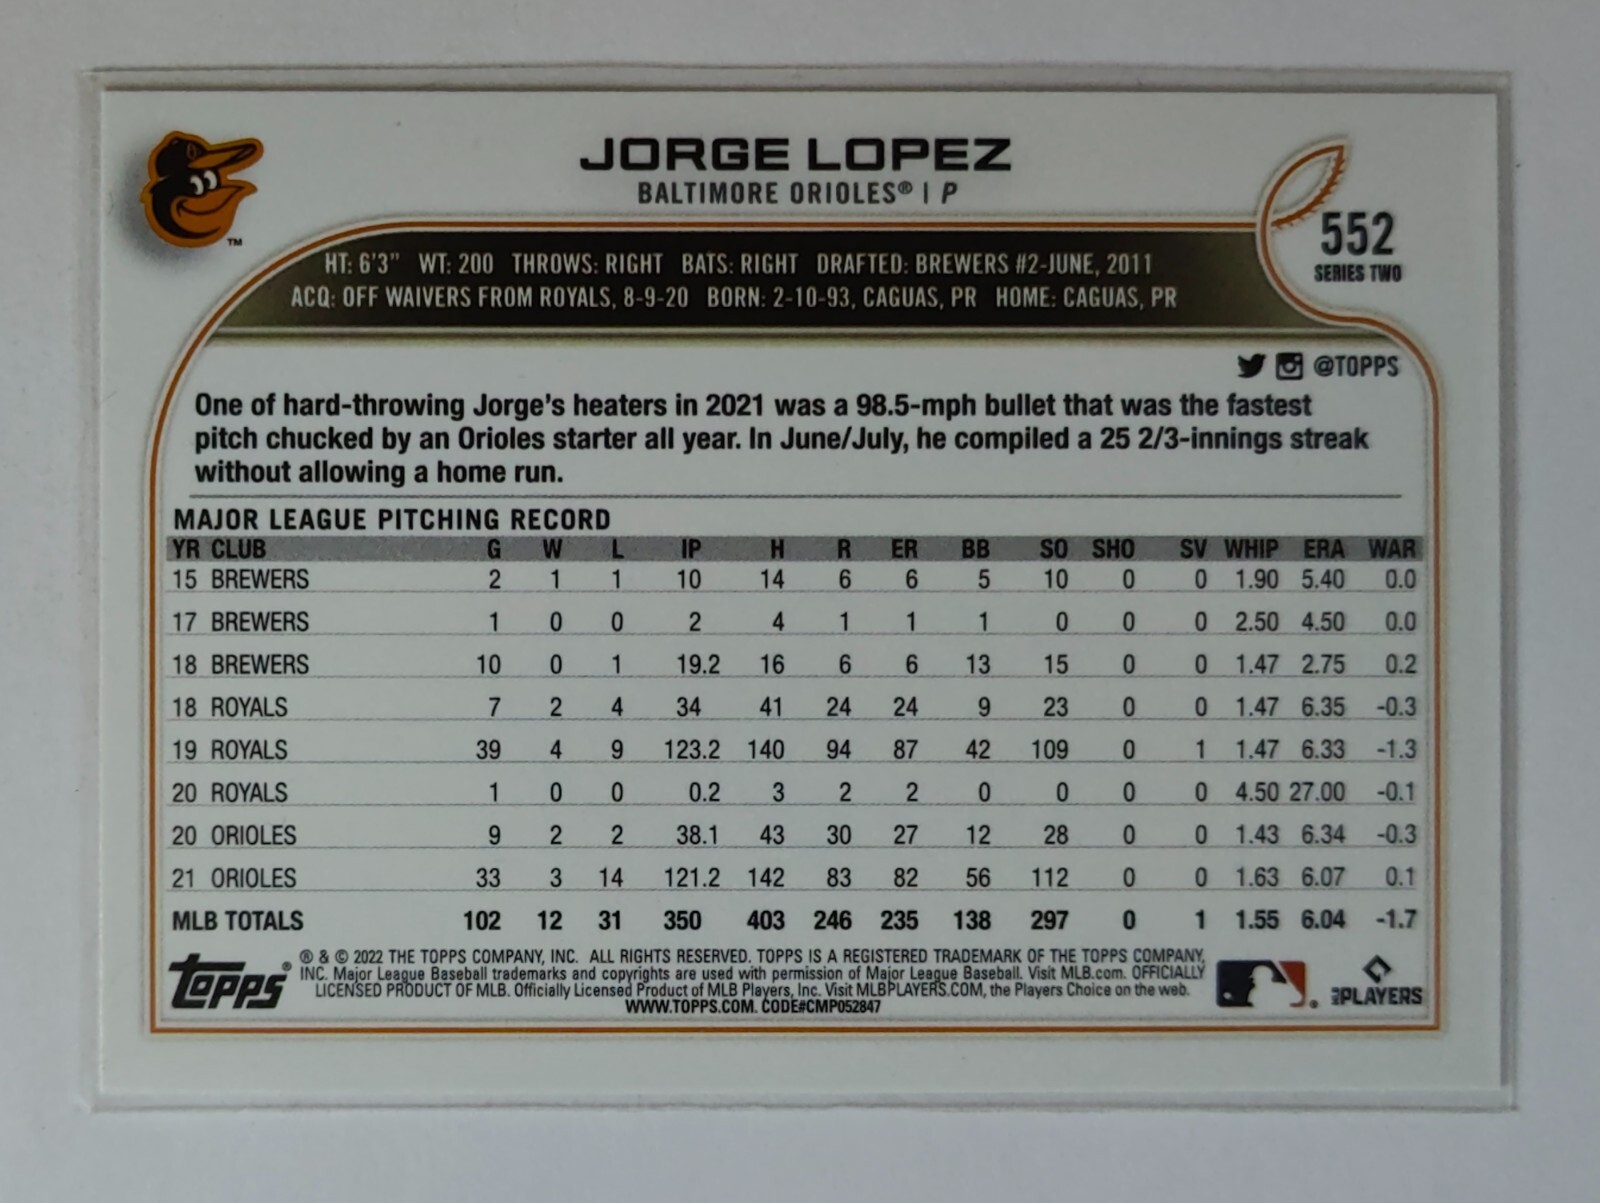 JORGE LOPEZ
BALTIMORE ORIOLES® | P
™
552
SERIES TWO
HT: 6'3" WT: 200 THROWS: RIGHT BATS: RIGHT DRAFTED: BREWERS #2-JUNE, 2011
ACQ: OFF WAIVERS FROM ROYALS, 8-9-20 BORN: 2-10-93, CAGUAS, PR HOME: CAGUAS, PR
@TOPPS
One of hard-throwing Jorge's heaters in 2021 was a 98.5-mph bullet that was the fastest
pitch chucked by an Orioles starter all year. In June/July, he compiled a 25 2/3-innings streak
without allowing a home run.
MAJOR LEAGUE PITCHING RECORD
YR CLUB G W L IP H R ER BB SO SHO SV WHIP ERA WAR
15 BREWERS 2 1 1 10 14 6 6 5 10 0 0 1.90 5.40 0.0
17 BREWERS 1 0 0 2 4 1 1 1 0 0 0 2.50 4.50 0.0
18 BREWERS 10 0 1 19.2 16 6 6 13 15 0 0 1.47 2.75 0.2
18 ROYALS 7 2 4 34 41 24 24 9 23 0 0 1.47 6.35 -0.3
19 ROYALS 39 4 9 123.2 140 94 87 42 109 0 1 1.47 6.33 -1.3
20 ROYALS 1 0 0 0.2 3 2 2 0 0 0 0 4.50 27.00 -0.1
20 ORIOLES 9 2 2 38.1 43 30 27 12 28 0 0 1.43 6.34 -0.3
21 ORIOLES 33 3 14 121.2 142 83 82 56 112 0 0 1.63 6.07 0.1
MLB TOTALS 102 12 31 350 403 246 235 138 297 0 1 1.55 6.04 -1.7
topps®
® & © 2022 THE TOPPS COMPANY, INC. ALL RIGHTS RESERVED. TOPPS IS A REGISTERED TRADEMARK OF THE TOPPS COMPANY,
INC. Major League Baseball trademarks and copyrights are used with permission of Major League Baseball. Visit MLB.com. OFFICIALLY
LICENSED PRODUCT OF MLB. Officially Licensed Product of MLB Players, Inc. Visit MLBPLAYERS.COM, the Players Choice on the web.
WWW.TOPPS.COM. CODE#CMP052847
®
MLB PLAYERS